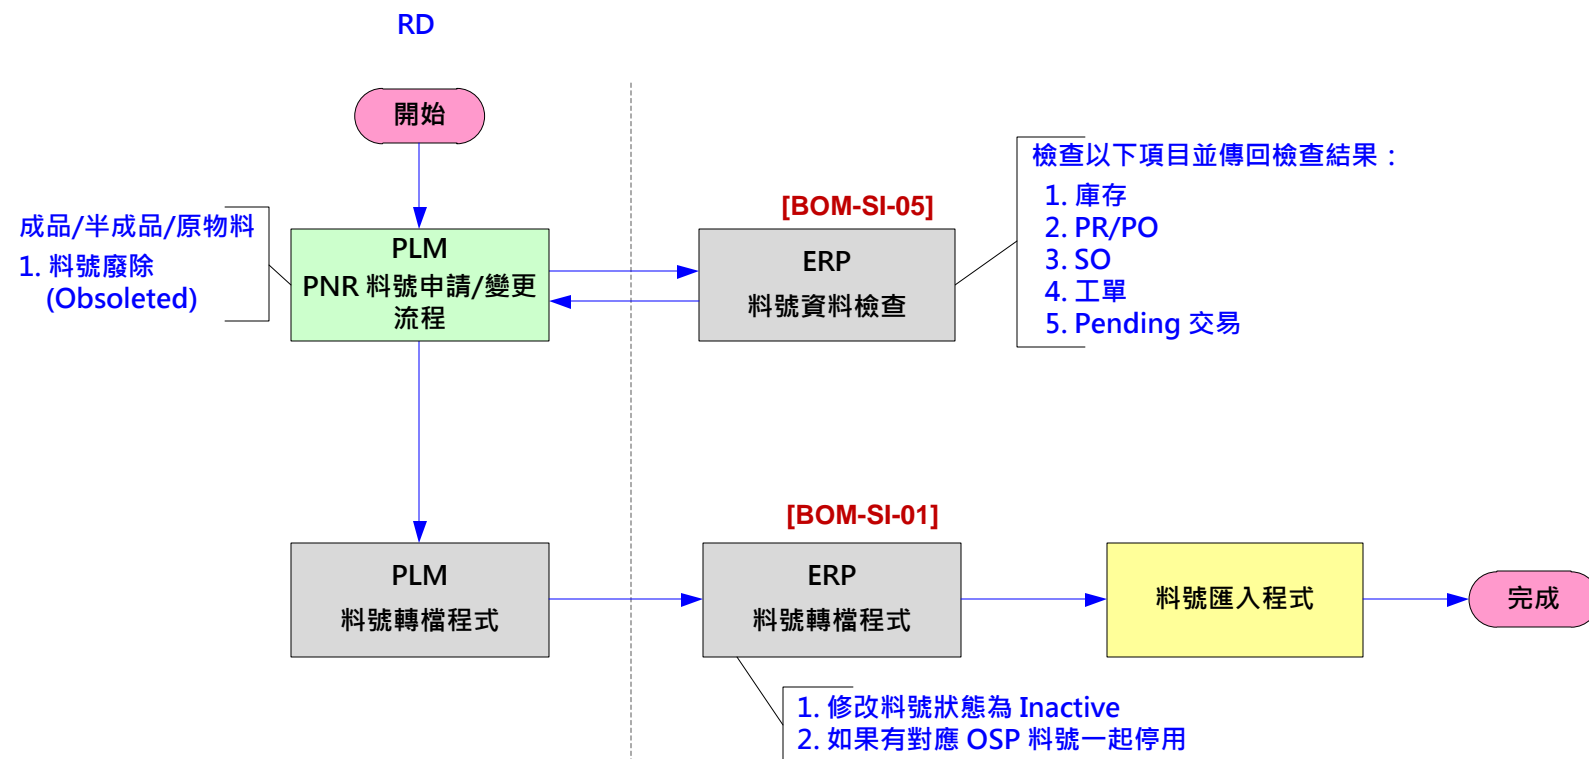 RD
開始
成品/半成品/原物料
1. 料號廢除
(Obsoleted)
PLM
PNR 料號申請/變更
流程
[BOM-SI-05]
ERP
料號資料檢查
檢查以下項目並傳回檢查結果：
1. 庫存
2. PR/PO
3. SO
4. 工單
5. Pending 交易
PLM
料號轉檔程式
[BOM-SI-01]
ERP
料號轉檔程式
料號匯入程式
完成
1. 修改料號狀態為 Inactive
2. 如果有對應 OSP 料號一起停用